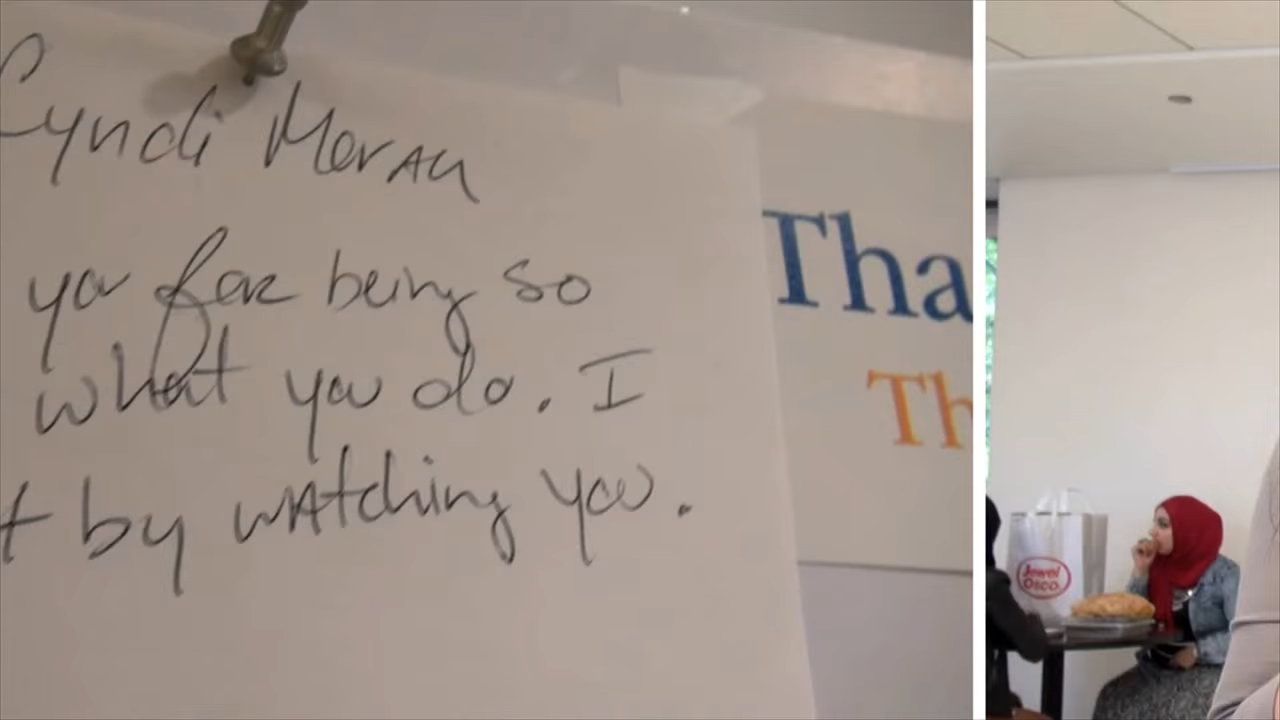 Cyndi Moran
you for being so
what you do. I
t by watching you.
Tha
Th
Jewel
Osco